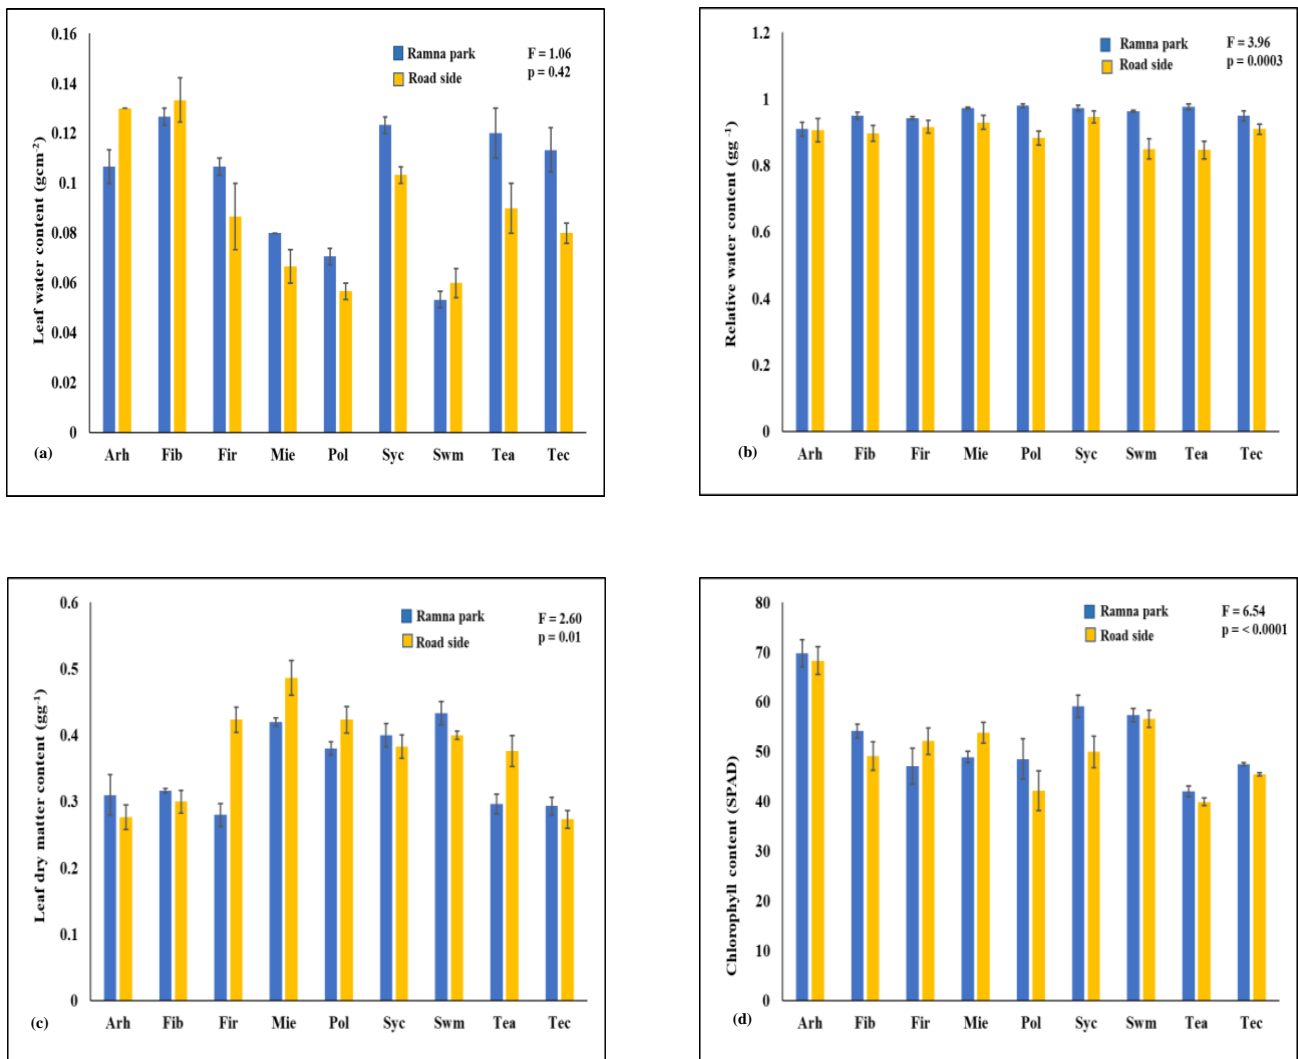 0.16
0.14
0.12
0.1
0.08
0.06
0.04
0.02
0
Leaf water content (gcm-2)
Ramna park
Road side
F = 1.06
p = 0.42
(a)
Arh Fib Fir Mie Pol Syc Swm Tea Tec
1.2
1
0.8
0.6
0.4
0.2
0
Relative water content (gg -1)
Ramna park
Road side
F = 3.96
p = 0.0003
(b)
Arh Fib Fir Mie Pol Syc Swm Tea Tec
0.6
0.5
0.4
0.3
0.2
0.1
0
Leaf dry matter content (gg-1)
Ramna park
Road side
F = 2.60
p = 0.01
(c)
Arh Fib Fir Mie Pol Syc Swm Tea Tec
80
70
60
50
40
30
20
10
0
Chlorophyll content (SPAD)
Ramna park
Road side
F = 6.54
p = < 0.0001
(d)
Arh Fib Fir Mie Pol Syc Swm Tea Tec